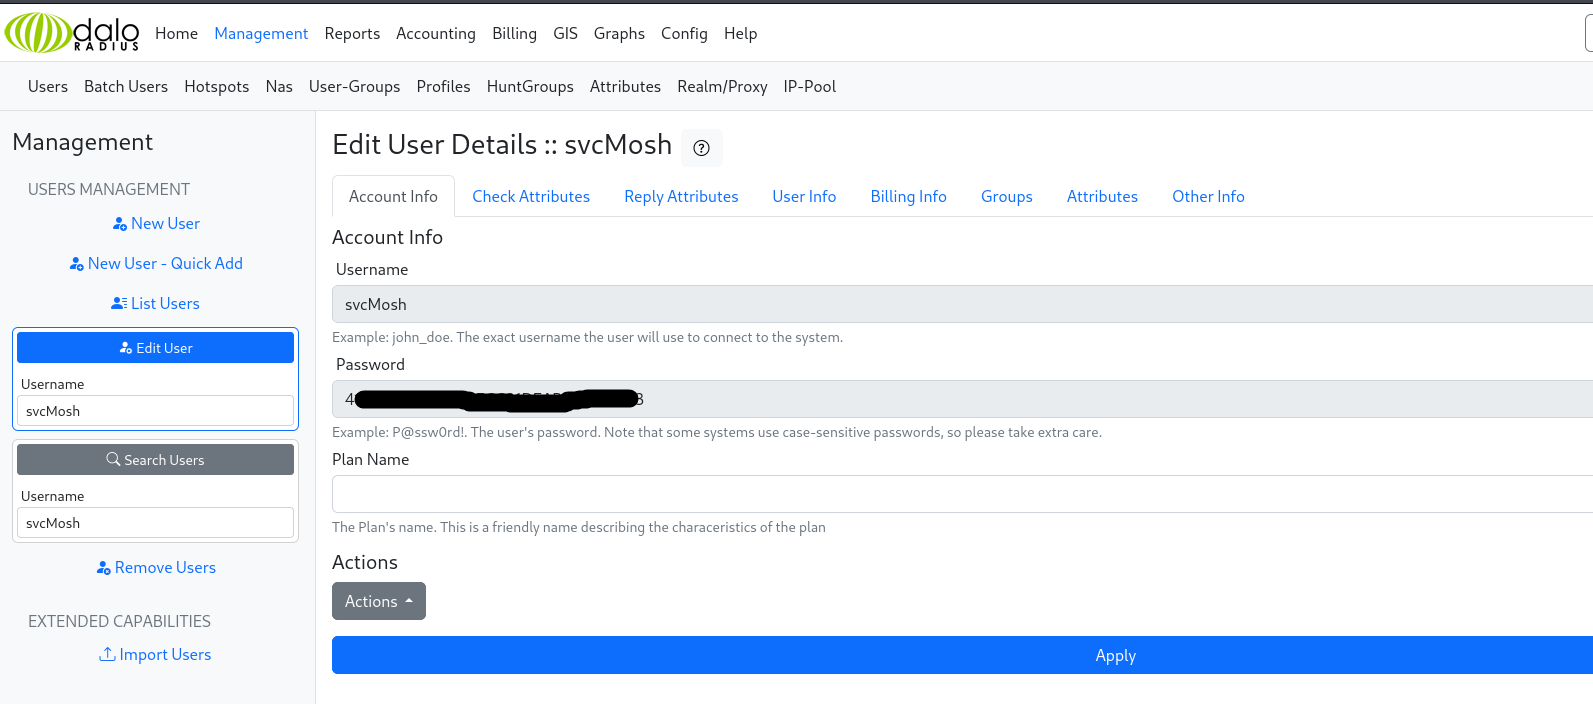 dalo
RADIUS
Home Management Reports Accounting Billing GIS Graphs Config Help
Users Batch Users Hotspots Nas User-Groups Profiles HuntGroups Attributes Realm/Proxy IP-Pool
Management
USERS MANAGEMENT
New User
New User - Quick Add
List Users
Edit User
Username
svcMosh
Search Users
Username
svcMosh
Remove Users
EXTENDED CAPABILITIES
Import Users
Edit User Details :: svcMosh
Account Info Check Attributes Reply Attributes User Info Billing Info Groups Attributes Other Info
Account Info
Username
svcMosh
Example: john_doe. The exact username the user will use to connect to the system.
Password
Example: P@ssw0rd!. The user's password. Note that some systems use case-sensitive passwords, so please take extra care.
Plan Name
The Plan's name. This is a friendly name describing the characeristics of the plan
Actions
Actions
Apply